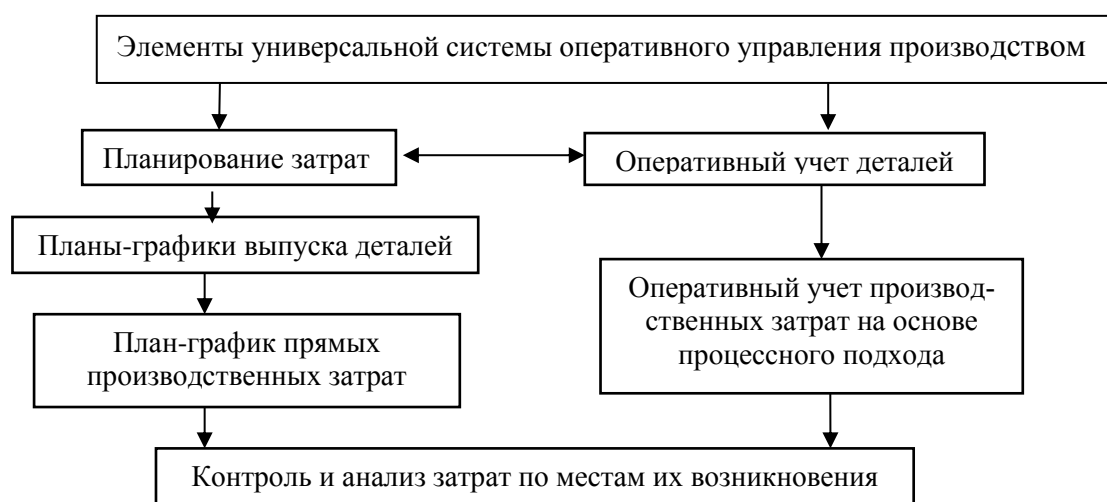 Элементы универсальной системы оперативного управления производством
Планирование затрат
Оперативный учет деталей
Планы-графики выпуска деталей
Оперативный учет производ-
ственных затрат на основе
процессного подхода
План-график прямых
производственных затрат
Контроль и анализ затрат по местам их возникновения